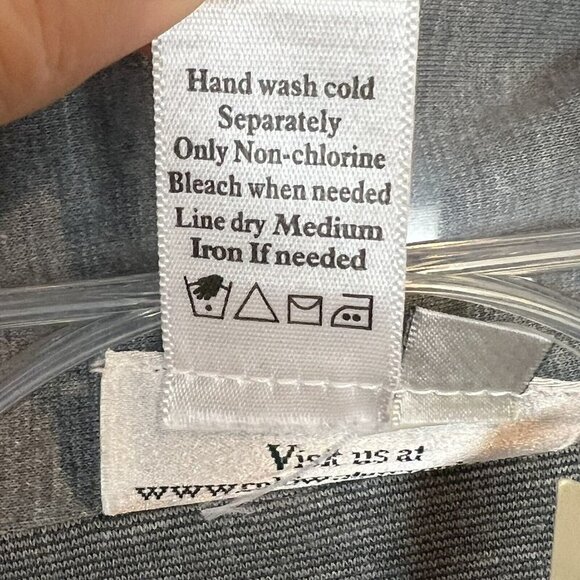 Hand wash cold
Separately
Only Non-chlorine
Bleach when needed
Line dry Medium
Iron If needed
Visit us at